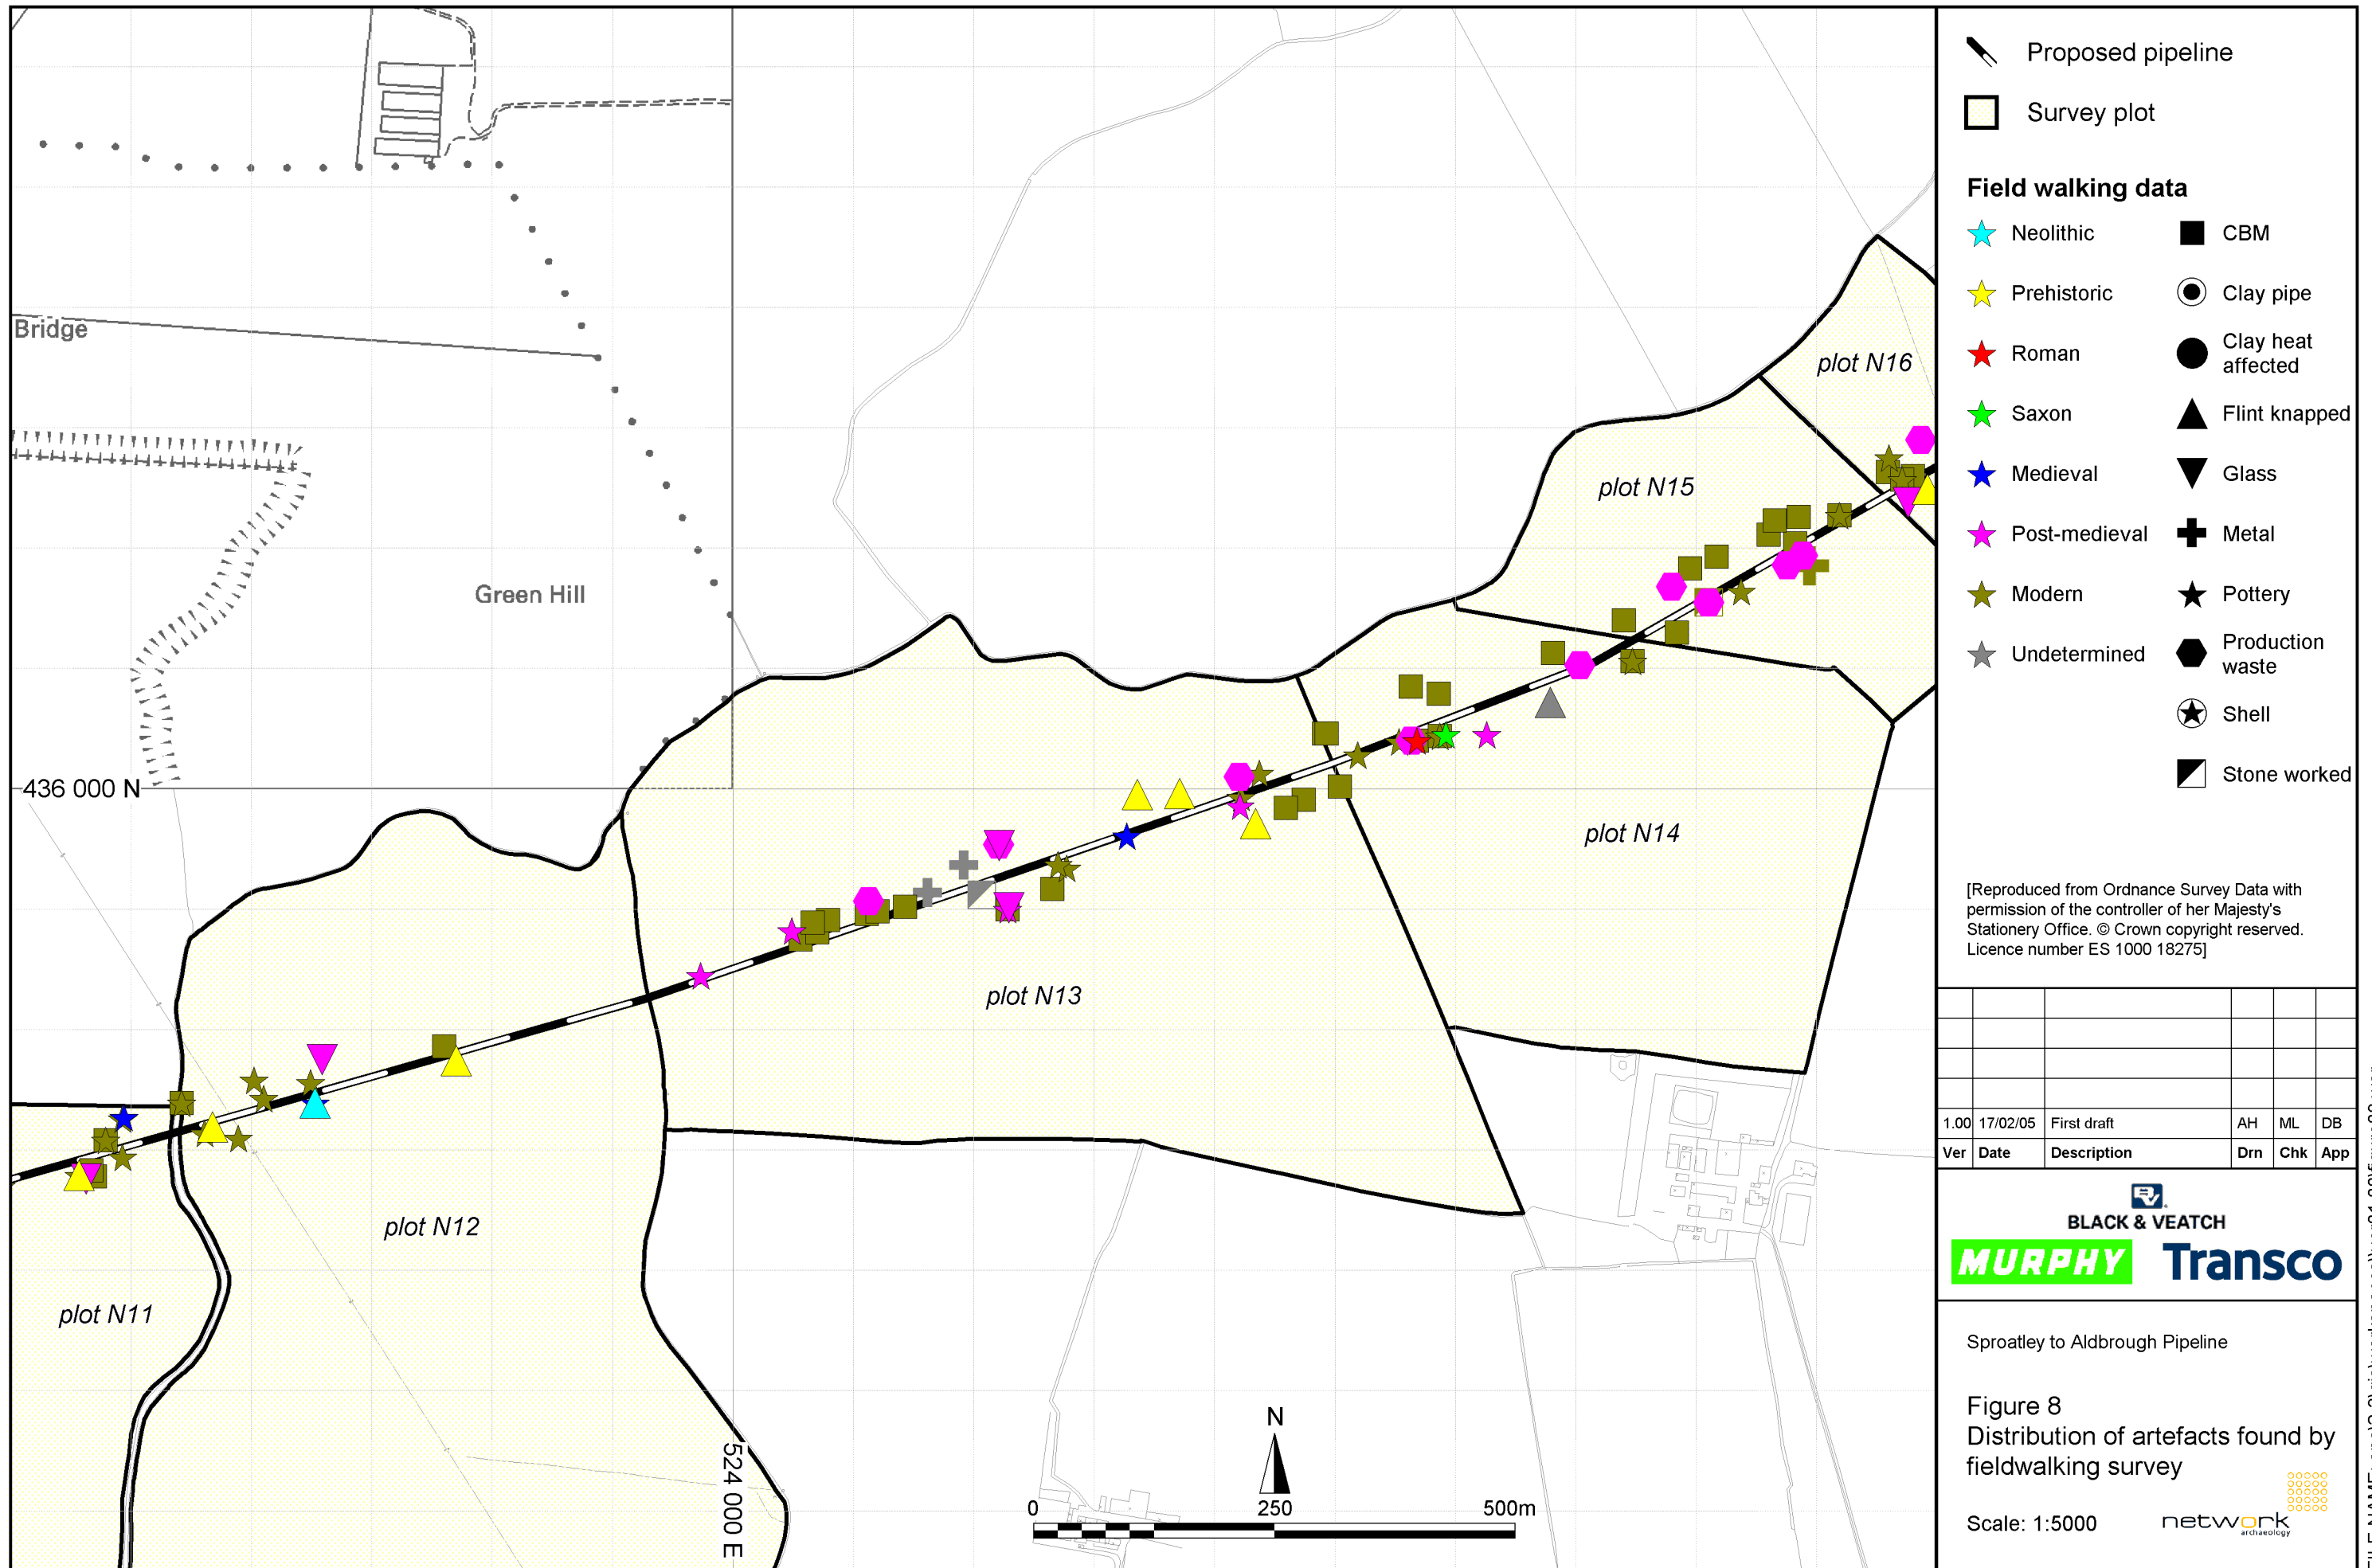 Bridge
Green Hill
436 000 N
524 000 E
plot N11
plot N12
plot N13
plot N14
plot N15
plot N16
N
0 250 500m
Proposed pipeline
Survey plot
Field walking data
Neolithic
Prehistoric
Roman
Saxon
Medieval
Post-medieval
Modern
Undetermined
CBM
Clay pipe
Clay heat
affected
Flint knapped
Glass
Metal
Pottery
Production
waste
Shell
Stone worked
[Reproduced from Ordnance Survey Data with
permission of the controller of her Majesty's
Stationery Office. © Crown copyright reserved.
Licence number ES 1000 18275]
1.00 17/02/05 First draft AH ML DB
Ver Date Description Drn Chk App
BV
BLACK & VEATCH
MURPHY Transco
Sproatley to Aldbrough Pipeline
Figure 8
Distribution of artefacts found by
fieldwalking survey
Scale: 1:5000
network
archaeology